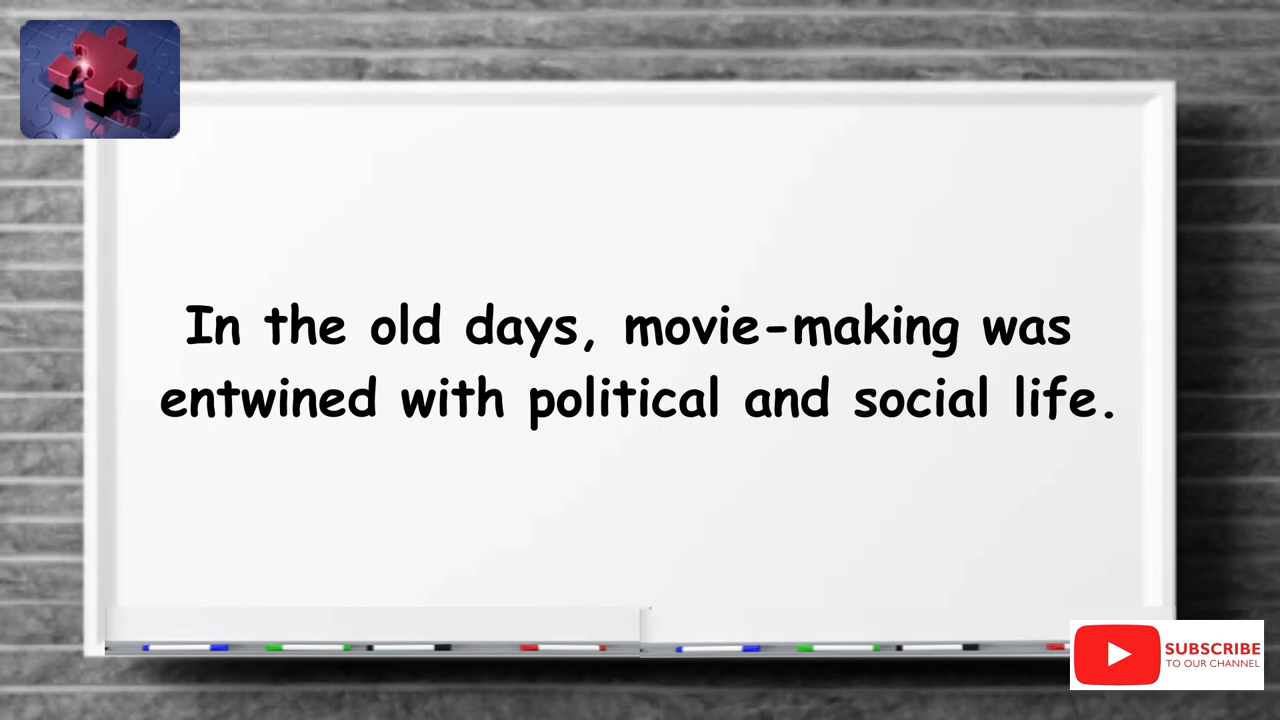 In the old days, movie-making was
entwined with political and social life.
SUBSCRIBE
TO OUR CHANNEL